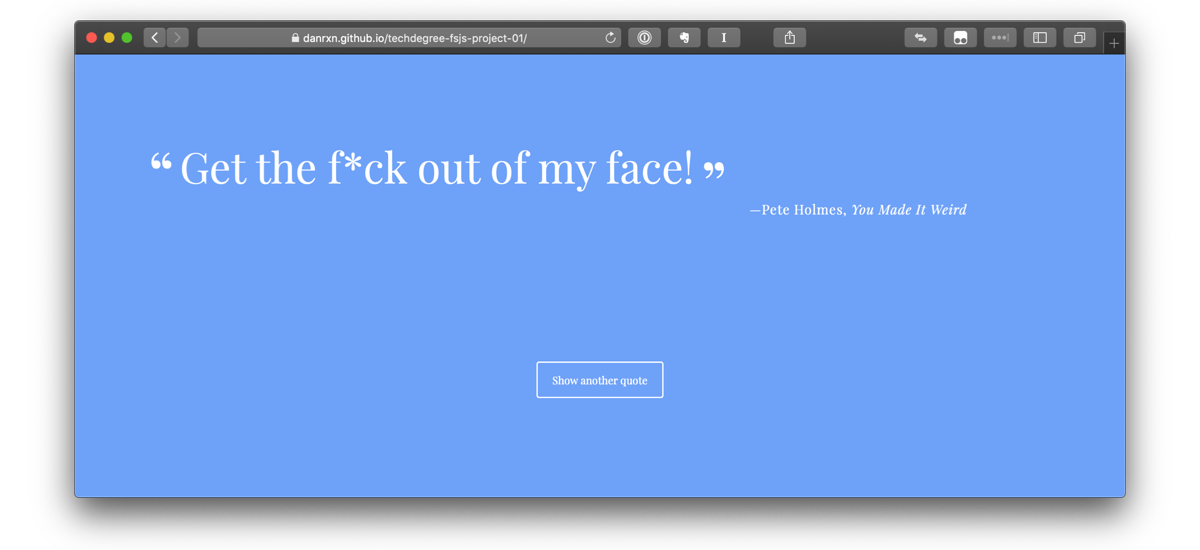 danrxn.github.io/techdegree-fsjs-project-01/
“ Get the f*ck out of my face! ”
—Pete Holmes, You Made It Weird
Show another quote